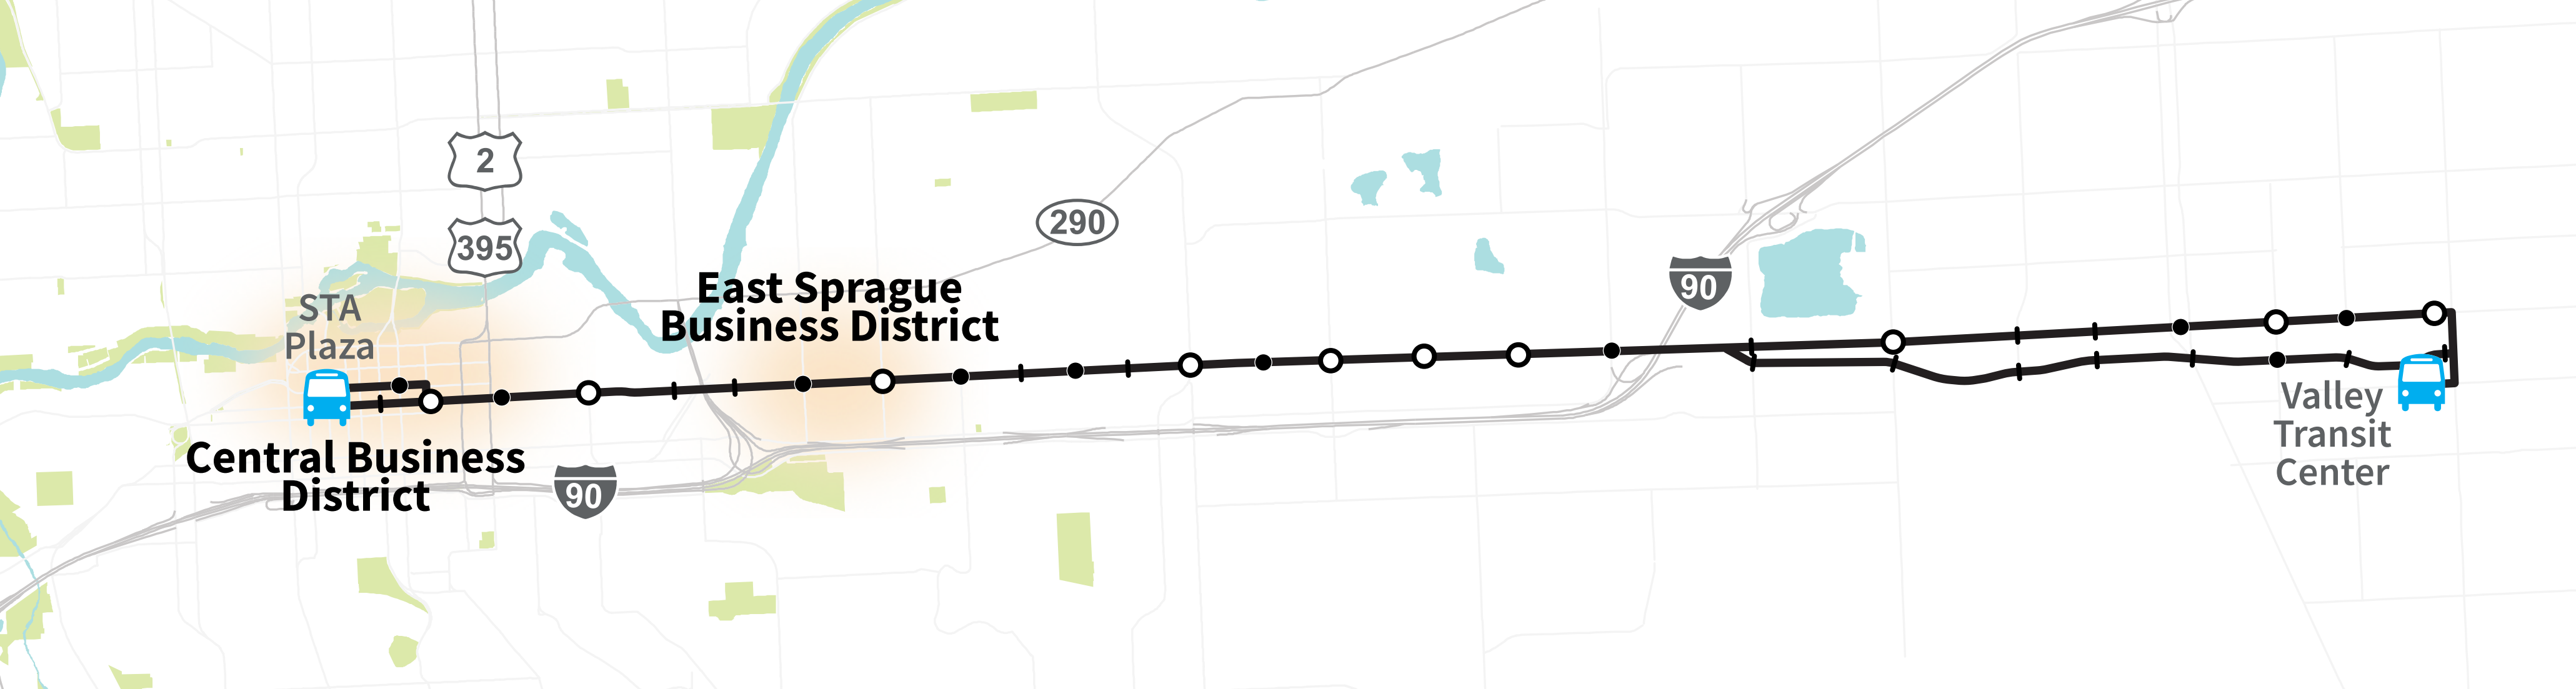 2
395
290
East Sprague
Business District
90
STA
Plaza
Central Business
District
90
Valley
Transit
Center